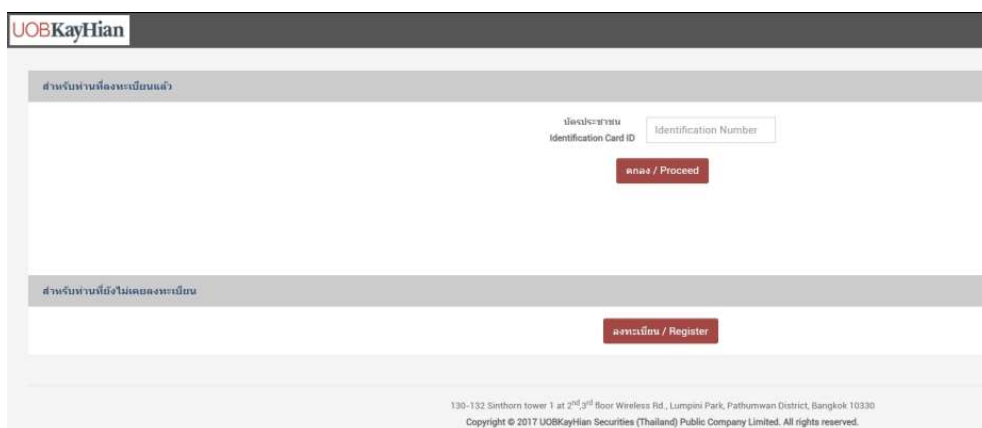 UOBKayHian
สำหรับท่านที่ลงทะเบียนแล้ว
บัตรประชาชน
Identification Card ID
Identification Number
ตกลง / Proceed
สำหรับท่านที่ยังไม่เคยลงทะเบียน
ลงทะเบียน / Register
130-132 Sinthorn tower 1 at 2nd,3rd floor Wireless Rd., Lumpini Park, Pathumwan District, Bangkok 10330
Copyright © 2017 UOBKayHian Securities (Thailand) Public Company Limited. All rights reserved.